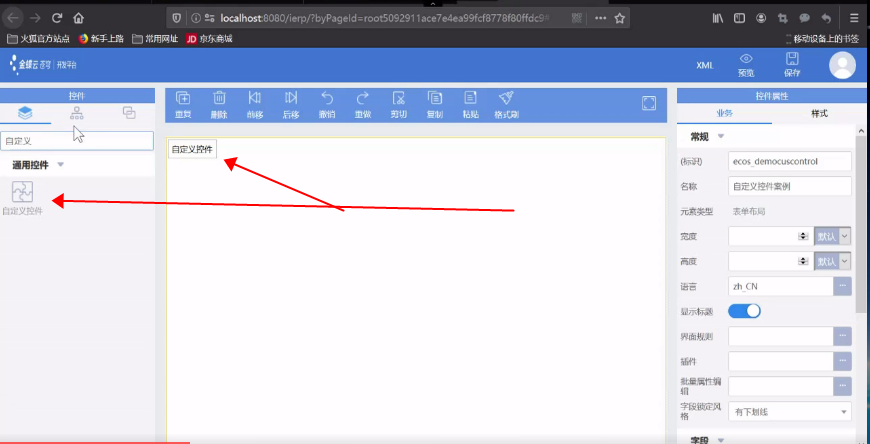 localhost:8080/ierp/?byPageId=root5092911ace7e4ea99fcf8778f80ffdc9
火狐官方站点 新手上路 常用网址 JD 京东商城 移动设备上的书签
金蝶云 苍穹 | 开发平台 XML 预览 保存
控件
重复 删除 前移 后移 撤销 重做 剪切 复制 粘贴 格式刷
控件属性
业务 样式
自定义
通用控件
自定义控件
自定义控件
常规
(标识) ecos_democuscontrol
名称 自定义控件案例
元素类型 表单布局
宽度 默认
高度 默认
语言 zh_CN
显示标题
界面规则
插件
批量属性编辑
字段锁定风格 有下划线
字段